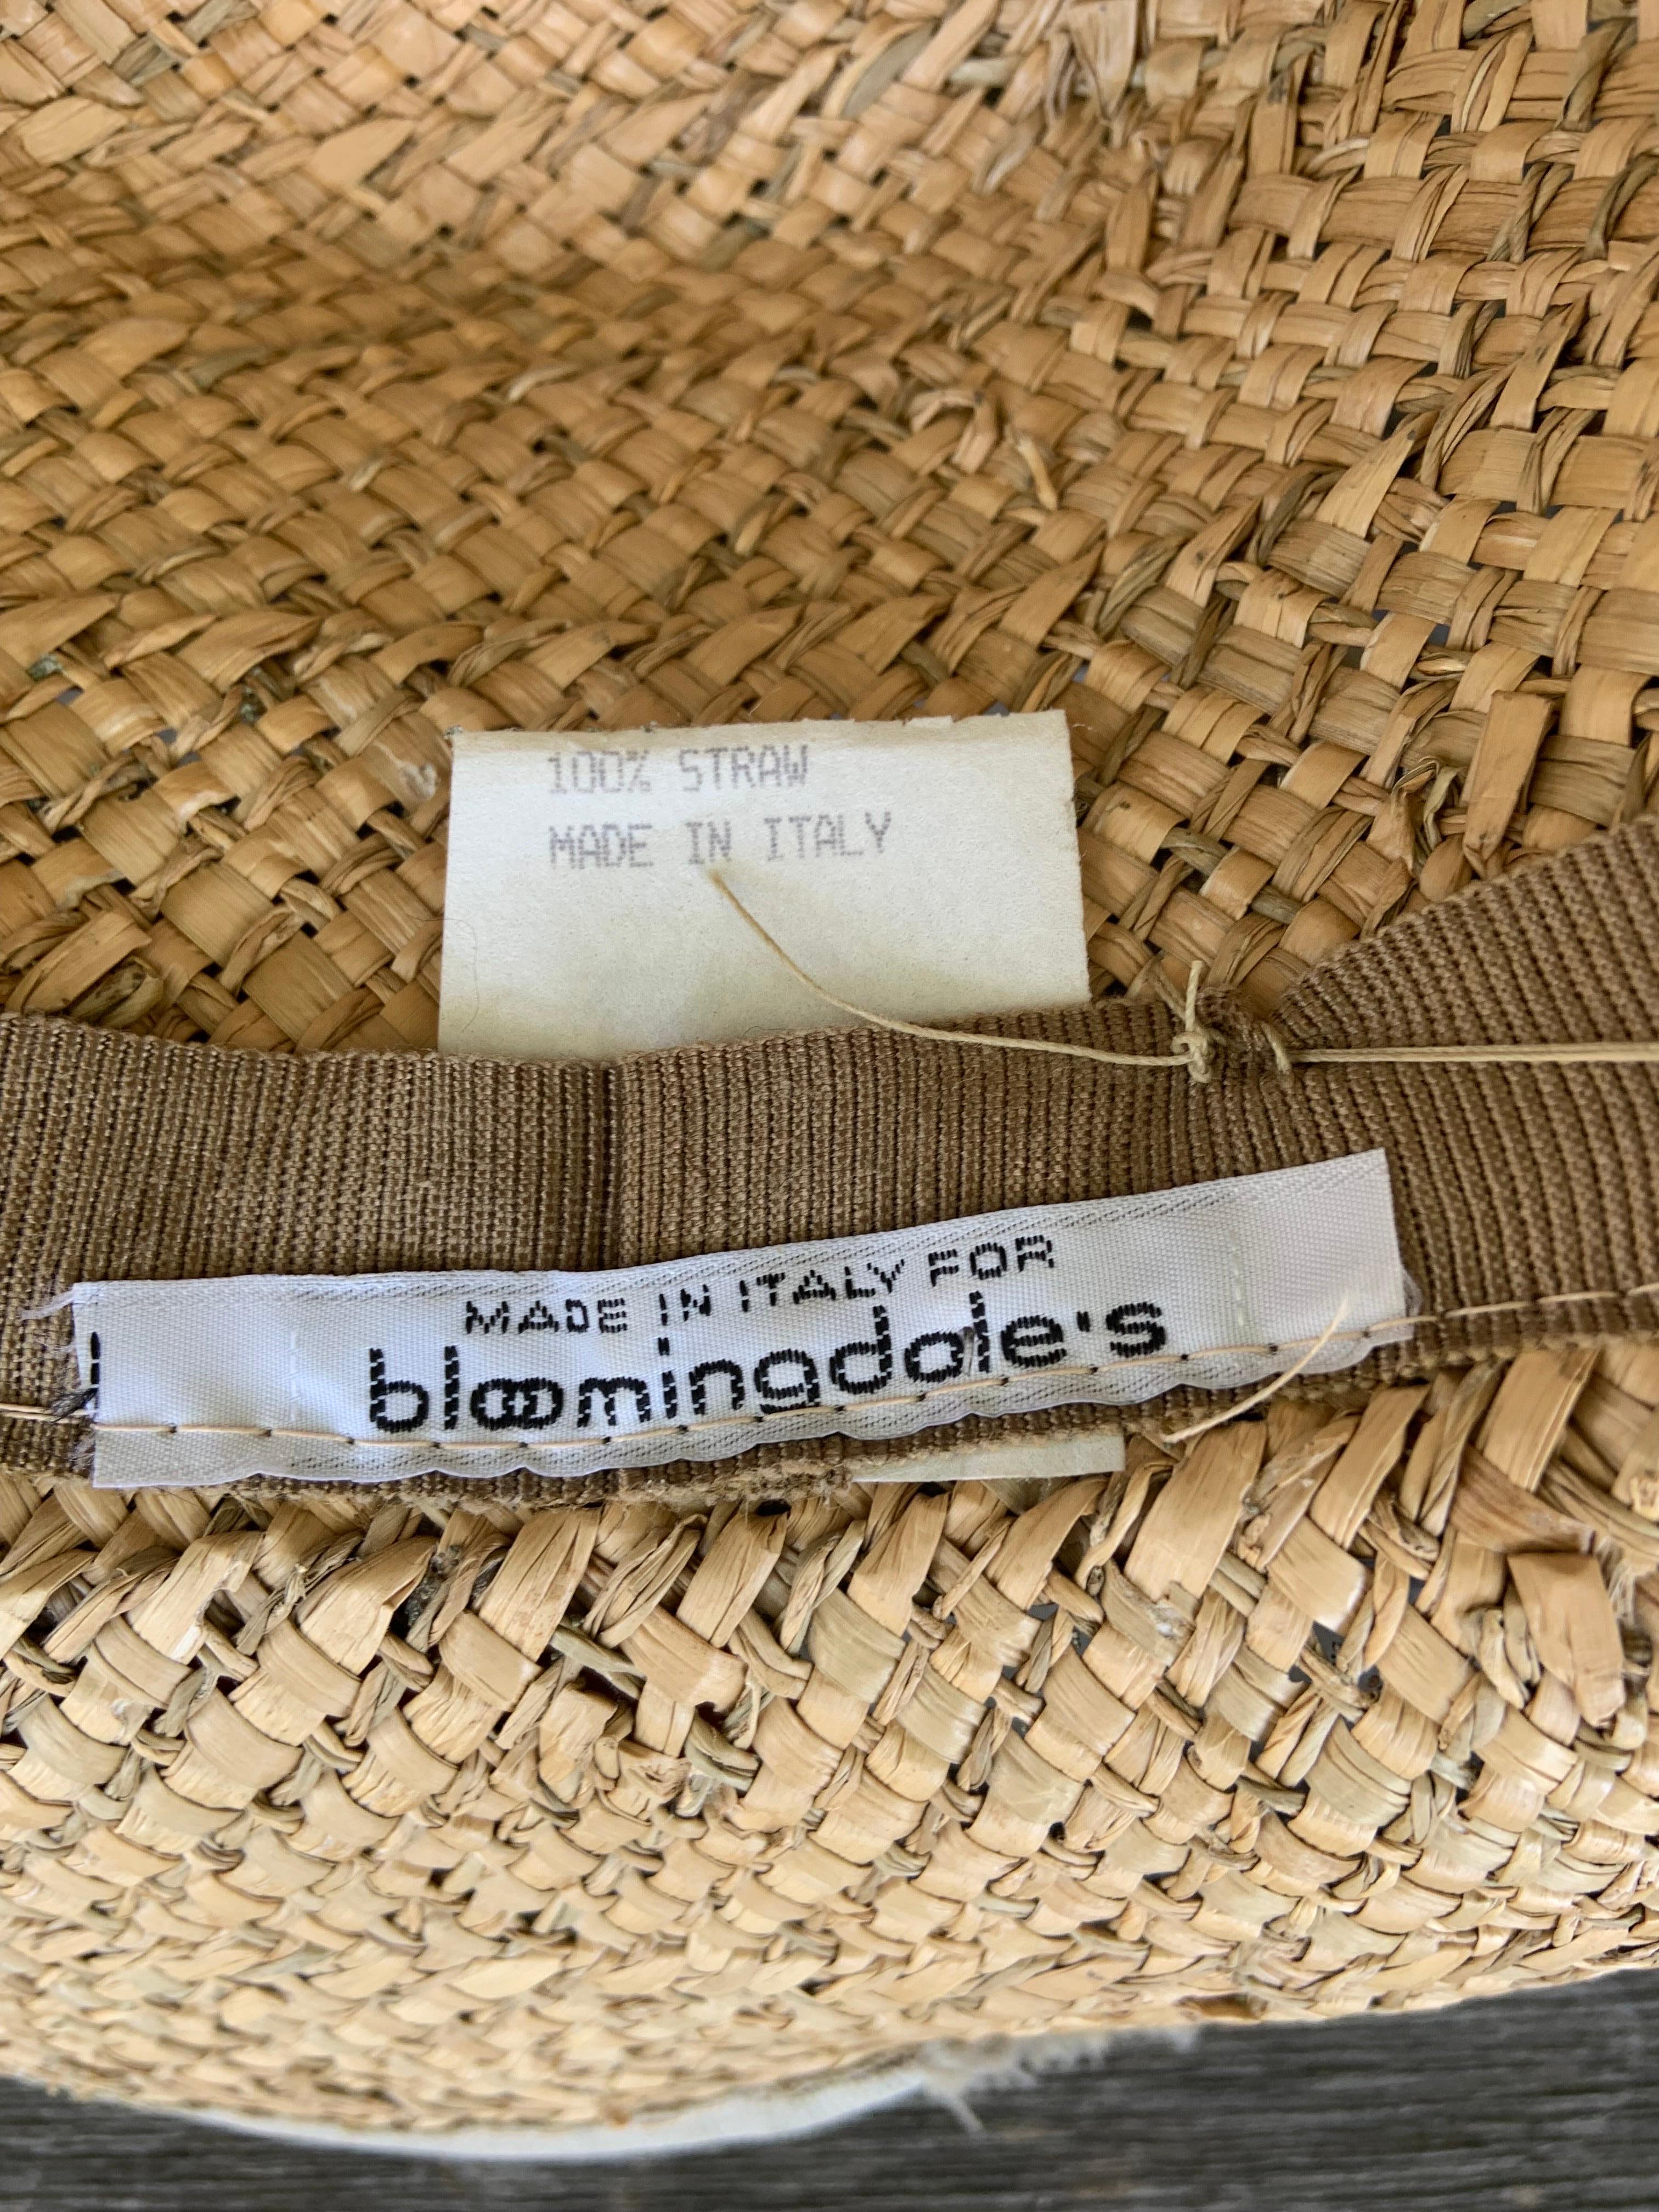 100% STRAW
MADE IN ITALY
MADE IN ITALY FOR
bloomingdale's